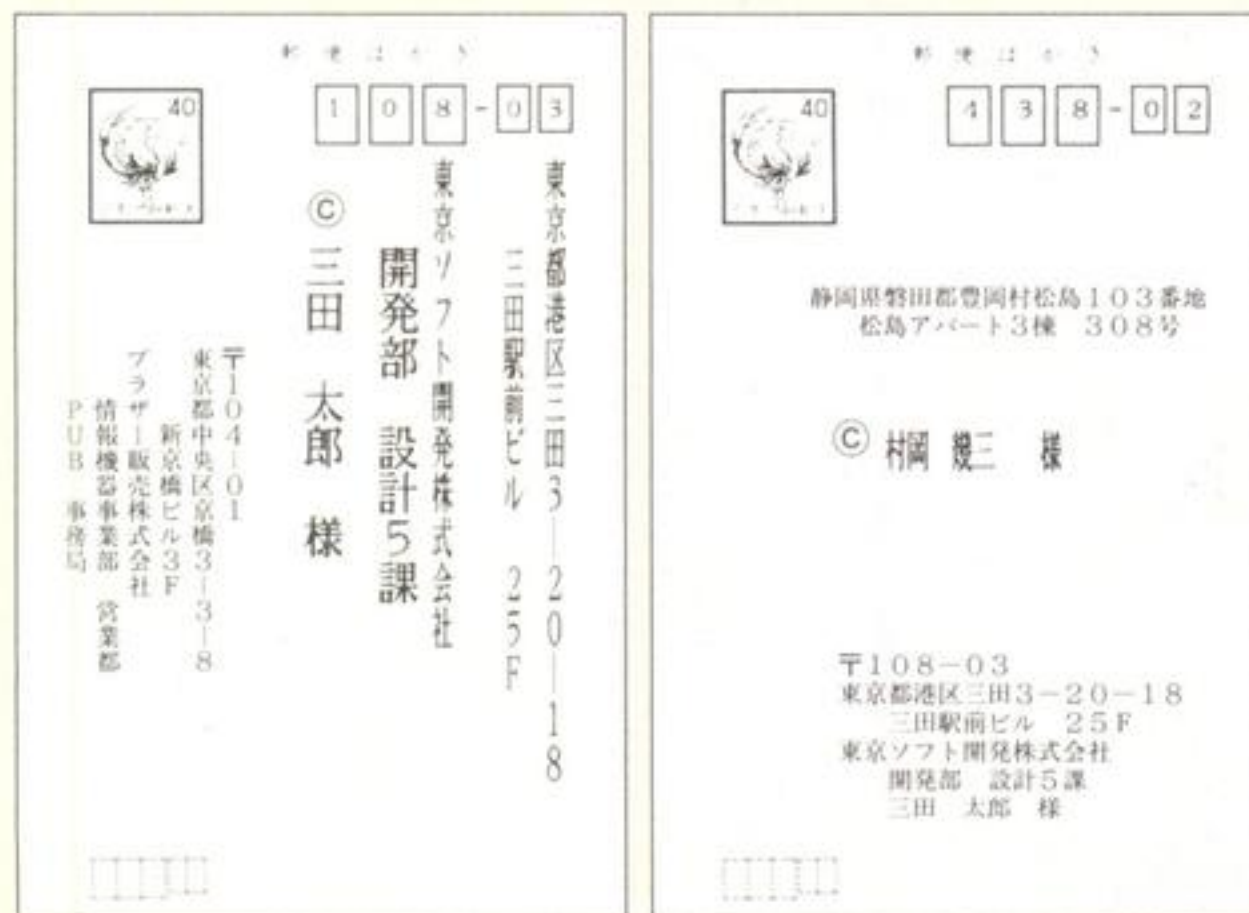 郵便はがき
40
108-03
東京都港区三田3―20―18
三田駅前ビル 25F
東京ソフト開発株式会社
開発部 設計5課
Ⓒ三田 太郎 様
〒104―01
東京都中央区京橋3―3―8
新京橋ビル3F
ブラザー販売株式会社
情報機器事業部 営業部
PUB 事務局
郵便はがき
40
438-02
静岡県磐田郡豊岡村松島103番地
松島アパート3棟 308号
Ⓒ 村岡 幾三 様
〒108―03
東京都港区三田3―20―18
三田駅前ビル 25F
東京ソフト開発株式会社
開発部 設計5課
三田 太郎 様